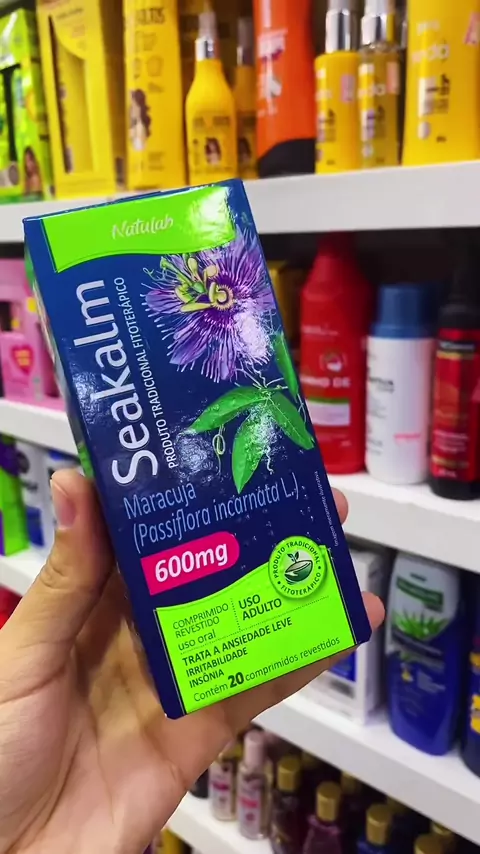 Natulab
Seakalm
PRODUTO TRADICIONAL FITOTERÁPICO
Maracujá
(Passiflora incarnata L.)
600mg
PRODUTO TRADICIONAL
FITOTERÁPICO
COMPRIMIDO
REVESTIDO
uso oral
USO
ADULTO
TRATA A ANSIEDADE LEVE
IRRITABILIDADE
INSÔNIA
Contém 20 comprimidos revestidos